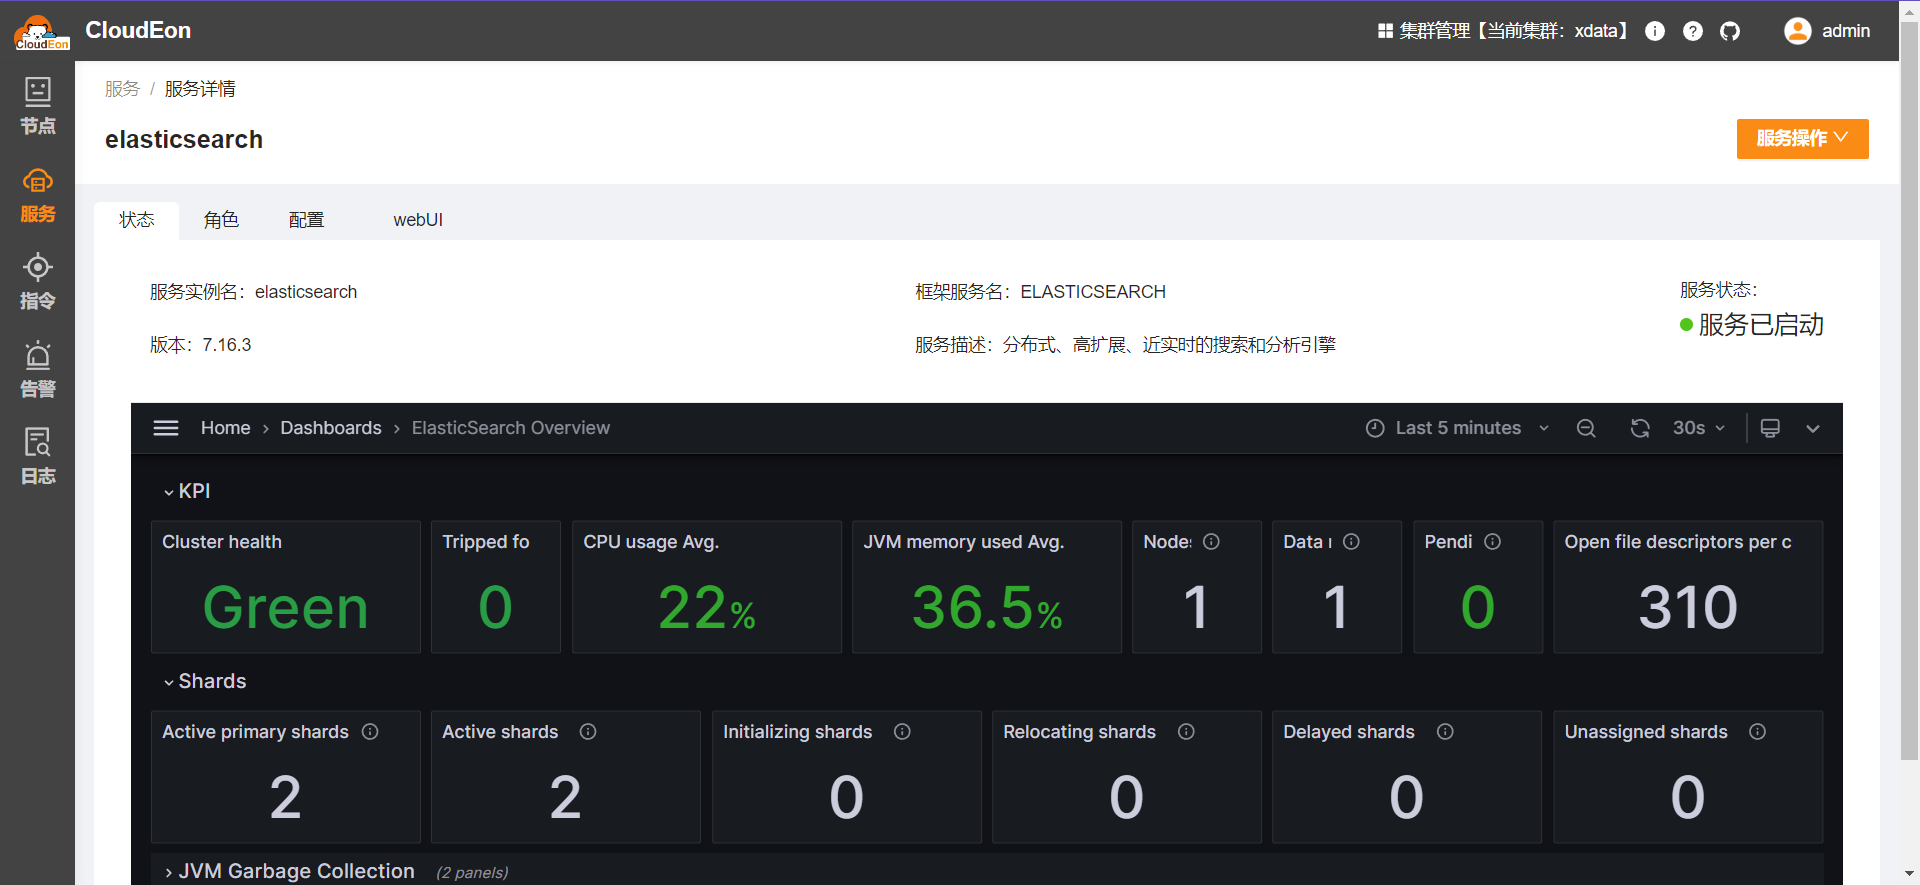 CloudEon
CloudEon
集群管理【当前集群：xdata】
admin
节点
服务
指令
告警
日志
服务 / 服务详情
elasticsearch
服务操作
状态
角色
配置
webUI
服务实例名：elasticsearch
框架服务名：ELASTICSEARCH
服务状态：
服务已启动
版本：7.16.3
服务描述：分布式、高扩展、近实时的搜索和分析引擎
Home › Dashboards › ElasticSearch Overview
Last 5 minutes
30s
KPI
Cluster health
Green
Tripped fo
0
CPU usage Avg.
22%
JVM memory used Avg.
36.5%
Node
1
Data
1
Pendi
0
Open file descriptors per c
310
Shards
Active primary shards
2
Active shards
2
Initializing shards
0
Relocating shards
0
Delayed shards
0
Unassigned shards
0
JVM Garbage Collection (2 panels)